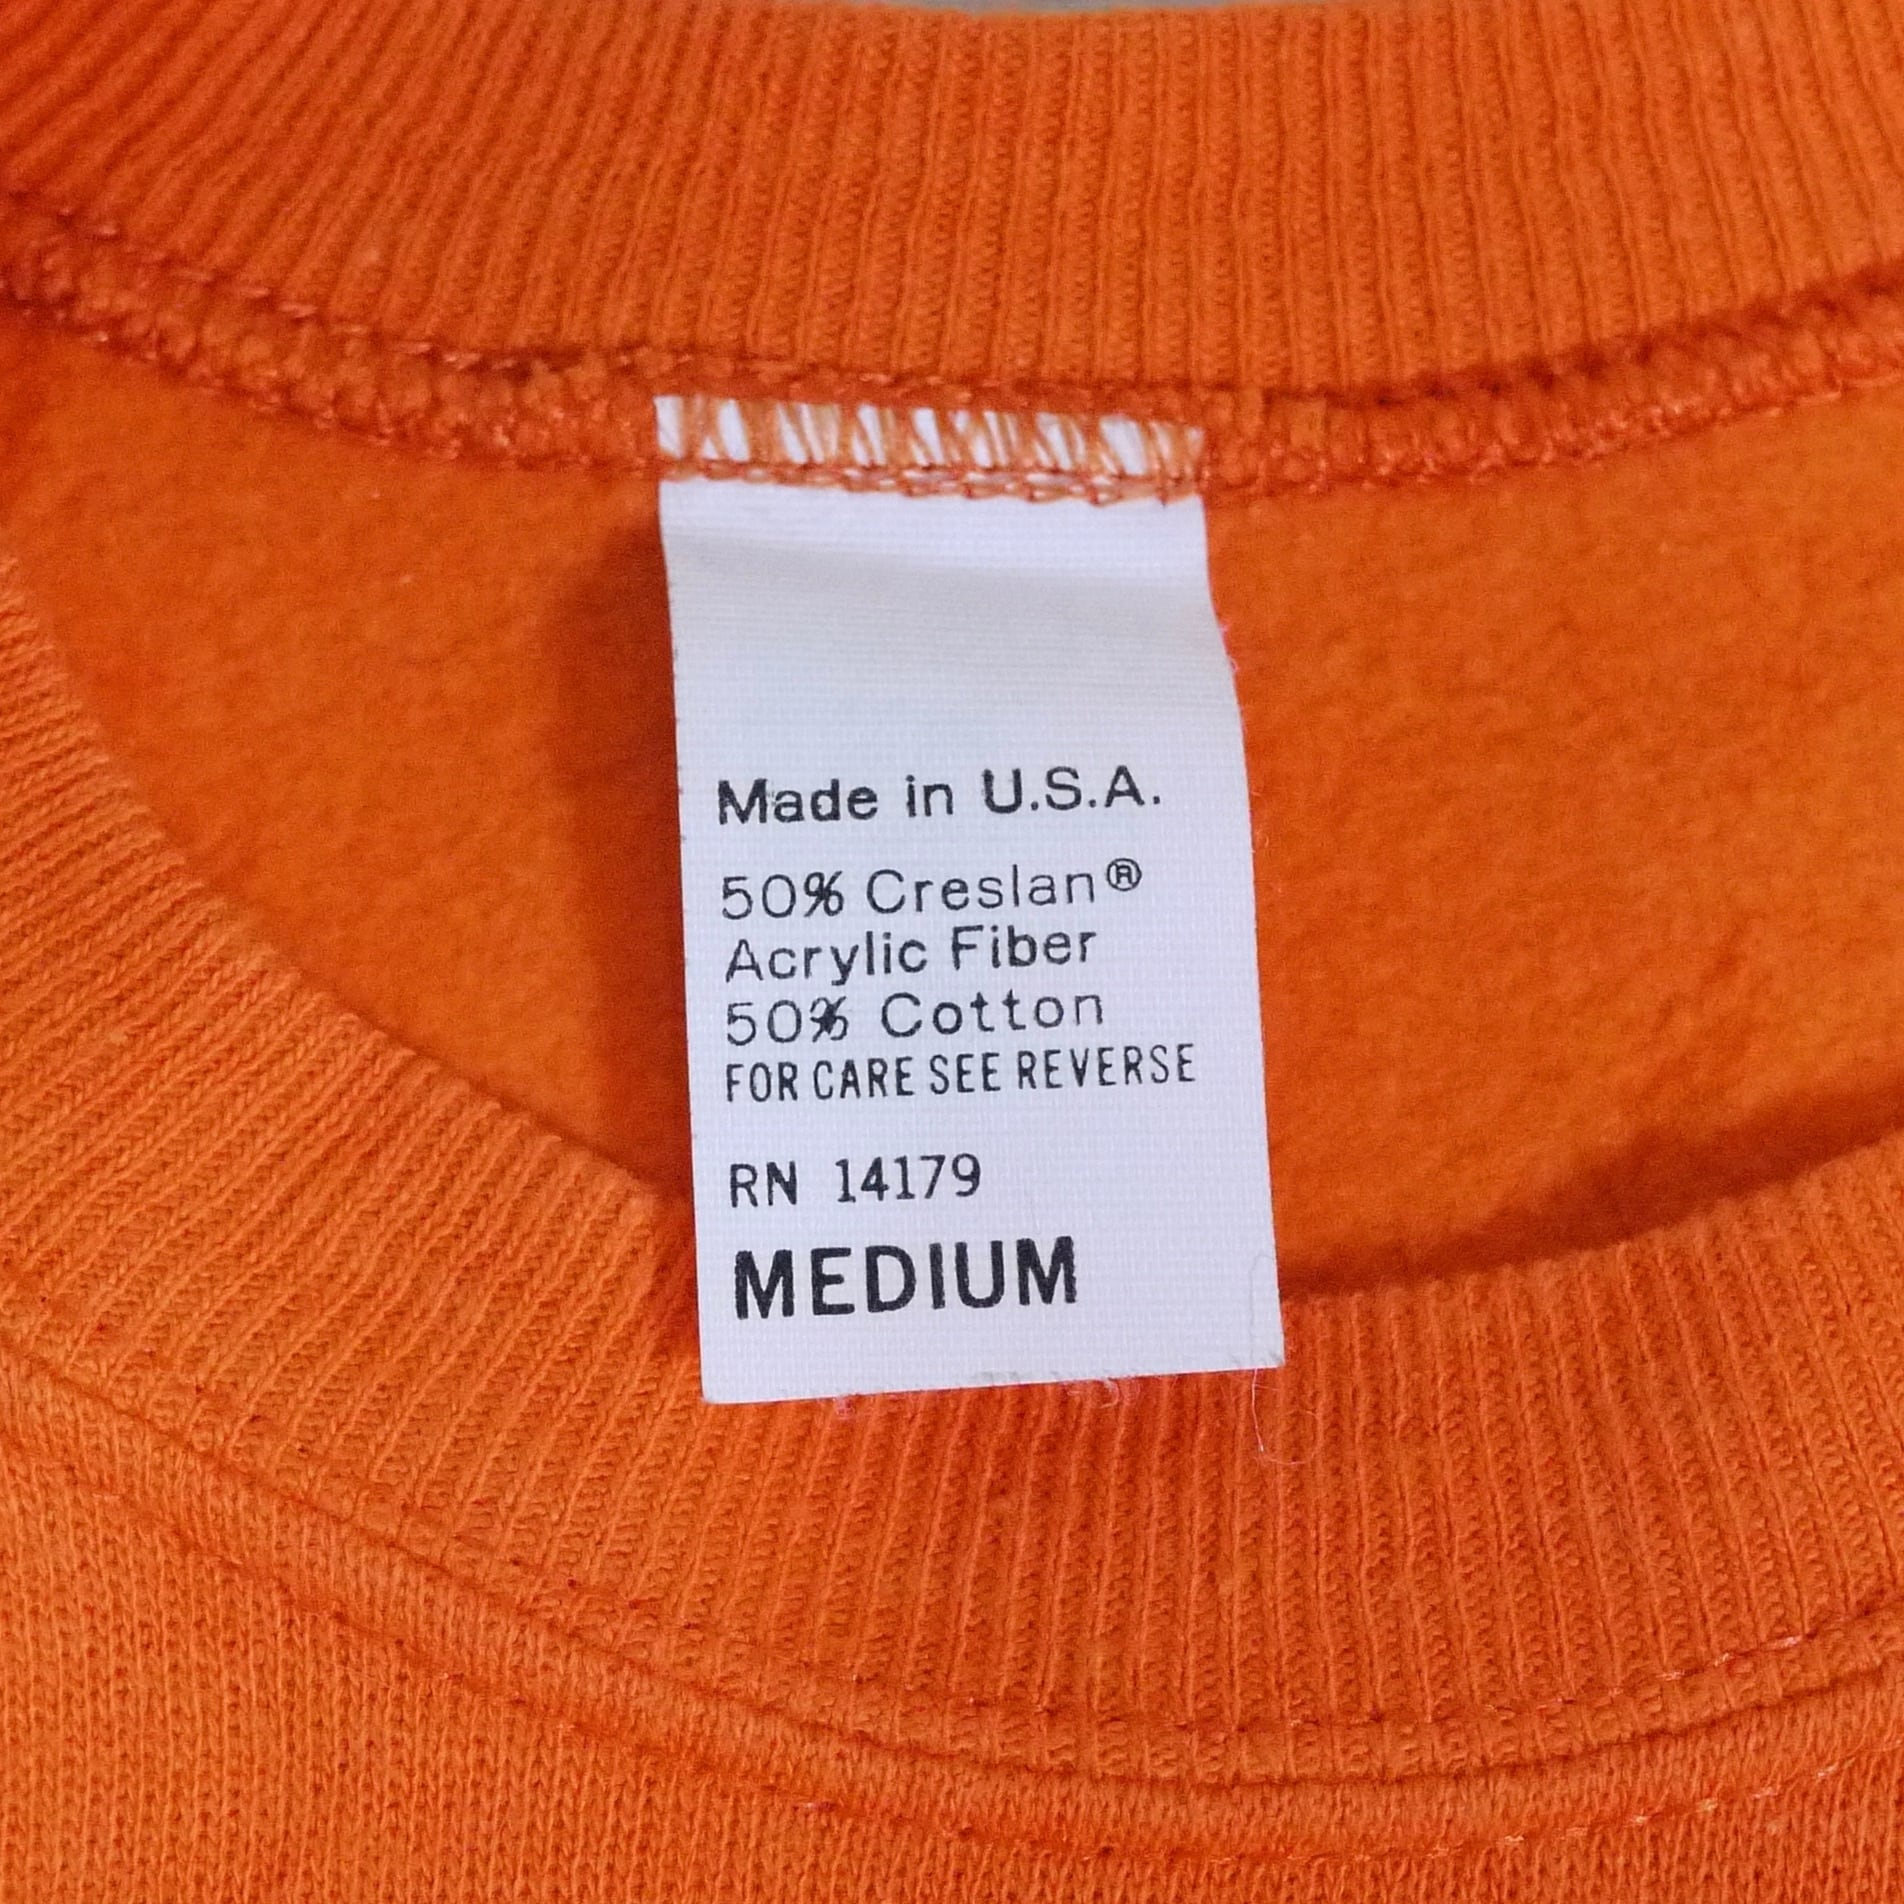 Made in U.S.A.
50% Creslan®
Acrylic Fiber
50% Cotton
FOR CARE SEE REVERSE
RN 14179
MEDIUM